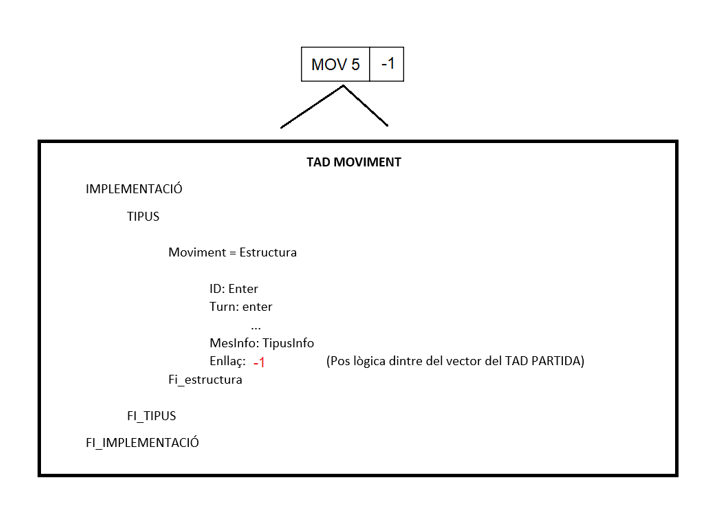 MOV 5 -1
TAD MOVIMENT
IMPLEMENTACIÓ
TIPUS
Moviment = Estructura
ID: Enter
Turn: enter
...
MesInfo: TipusInfo
Enllaç: -1 (Pos lògica dintre del vector del TAD PARTIDA)
Fi_estructura
FI_TIPUS
FI_IMPLEMENTACIÓ